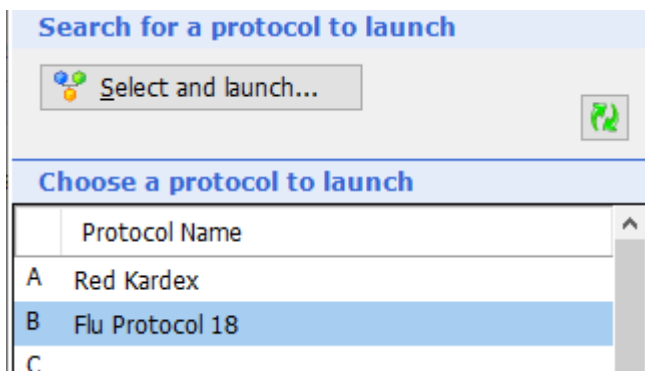 Search for a protocol to launch
Select and launch...
Choose a protocol to launch
Protocol Name
A Red Kardex
B Flu Protocol 18
C